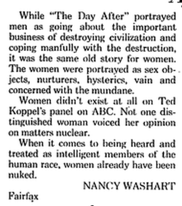 While "The Day After" portrayed
men as going about the important
business of destroying civilization and
coping manfully with the destruction,
it was the same old story for women.
The women were portrayed as sex ob-
jects, nurturers, hysterics, vain and
concerned with the mundane.
Women didn't exist at all on Ted
Koppel's panel on ABC. Not one dis-
tinguished woman voiced her opinion
on matters nuclear.
When it comes to being heard and
treated as intelligent members of the
human race, women already have been
nuked.
NANCY WASHART
Fairfax